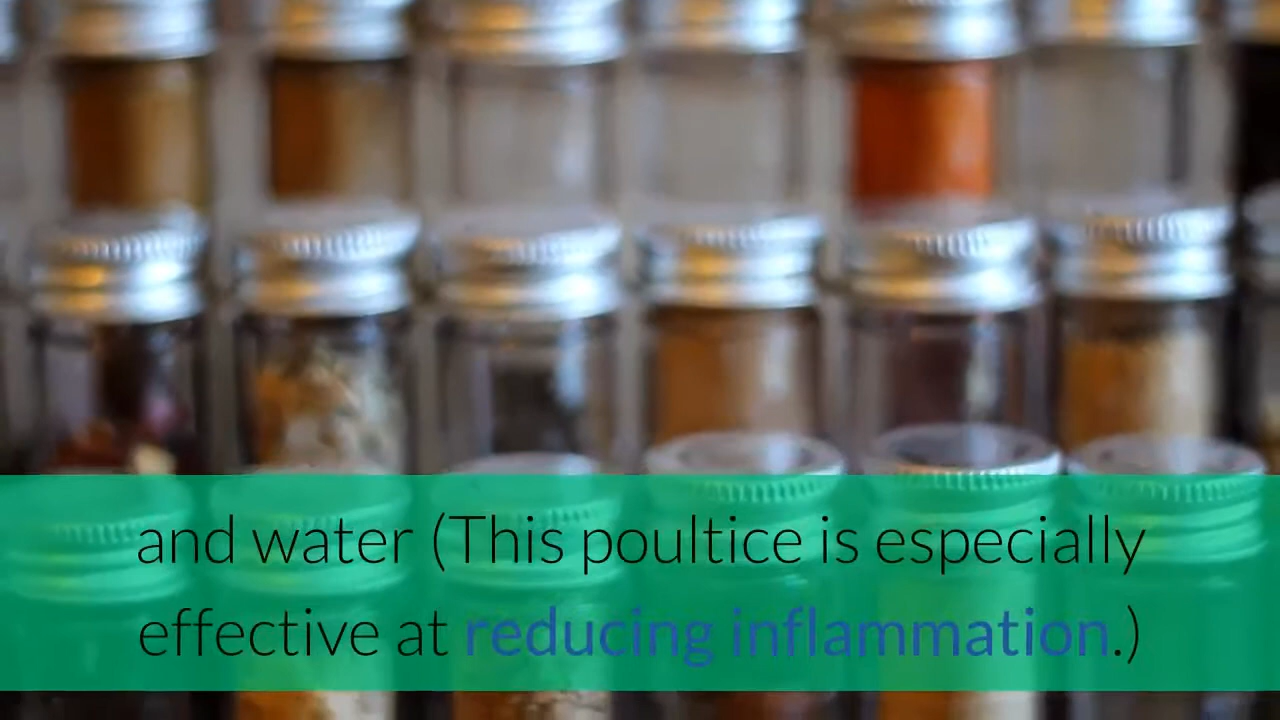 and water (This poultice is especially
effective at reducing inflammation.)